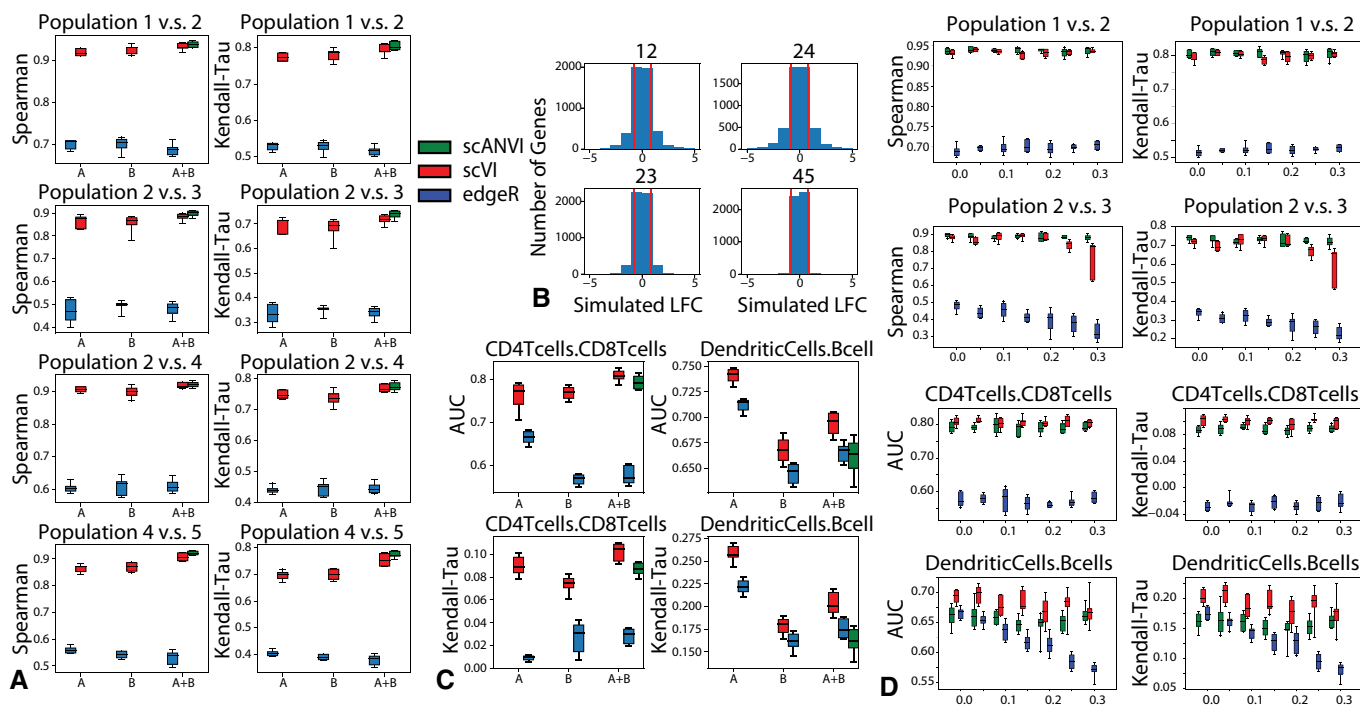 Population 1 v.s. 2
Spearman
0.9
0.8
0.7
A B A+B
Kendall-Tau
0.8
0.7
0.6
0.5
A B A+B
Population 2 v.s. 3
Spearman
0.9
0.8
0.7
0.6
0.5
0.4
Population 2 v.s. 3
Kendall-Tau
0.7
0.6
0.5
0.4
0.3
A B A+B
A B A+B
Population 2 v.s. 4
Spearman
0.9
0.8
0.7
0.6
A B A+B
Population 2 v.s. 4
Kendall-Tau
0.8
0.7
0.6
0.5
0.4
A B A+B
Population 4 v.s. 5
Spearman
0.9
0.8
0.7
0.6
0.5
A B A+B
Population 4 v.s. 5
Kendall-Tau
0.8
0.7
0.6
0.5
0.4
A B A+B
A
scANVI
scVI
edgeR
Number of Genes
12
2000
1000
0
−5 0 5
24
1500
1000
500
0
−5 0 5
23
2000
1000
0
−5 0 5
Simulated LFC
45
2000
1000
0
−5 0 5
Simulated LFC
B
CD4Tcells.CD8Tcells
AUC
0.8
0.7
0.6
A B A+B
DendriticCells.Bcell
AUC
0.750
0.725
0.700
0.675
0.650
A B A+B
CD4Tcells.CD8Tcells
Kendall-Tau
0.10
0.08
0.06
0.04
0.02
0.00
A B A+B
DendriticCells.Bcell
Kendall-Tau
0.275
0.250
0.225
0.200
0.175
0.150
A B A+B
C
Population 1 v.s. 2
Spearman
0.95
0.90
0.85
0.80
0.75
0.70
0.0 0.1 0.2 0.3
Population 1 v.s. 2
Kendall-Tau
0.8
0.7
0.6
0.5
0.0 0.1 0.2 0.3
Population 2 v.s. 3
Spearman
0.9
0.8
0.7
0.6
0.5
0.4
0.3
0.0 0.1 0.2 0.3
Population 2 v.s. 3
Kendall-Tau
0.8
0.7
0.6
0.5
0.4
0.3
0.2
0.0 0.1 0.2 0.3
CD4Tcells.CD8Tcells
AUC
0.80
0.70
0.60
0.0 0.1 0.2 0.3
CD4Tcells.CD8Tcells
Kendall-Tau
0.08
0.04
0.00
−0.04
0.0 0.1 0.2 0.3
DendriticCells.Bcells
AUC
0.70
0.65
0.60
0.55
0.0 0.1 0.2 0.3
DendriticCells.Bcells
Kendall-Tau
0.20
0.15
0.10
0.05
0.0 0.1 0.2 0.3
D